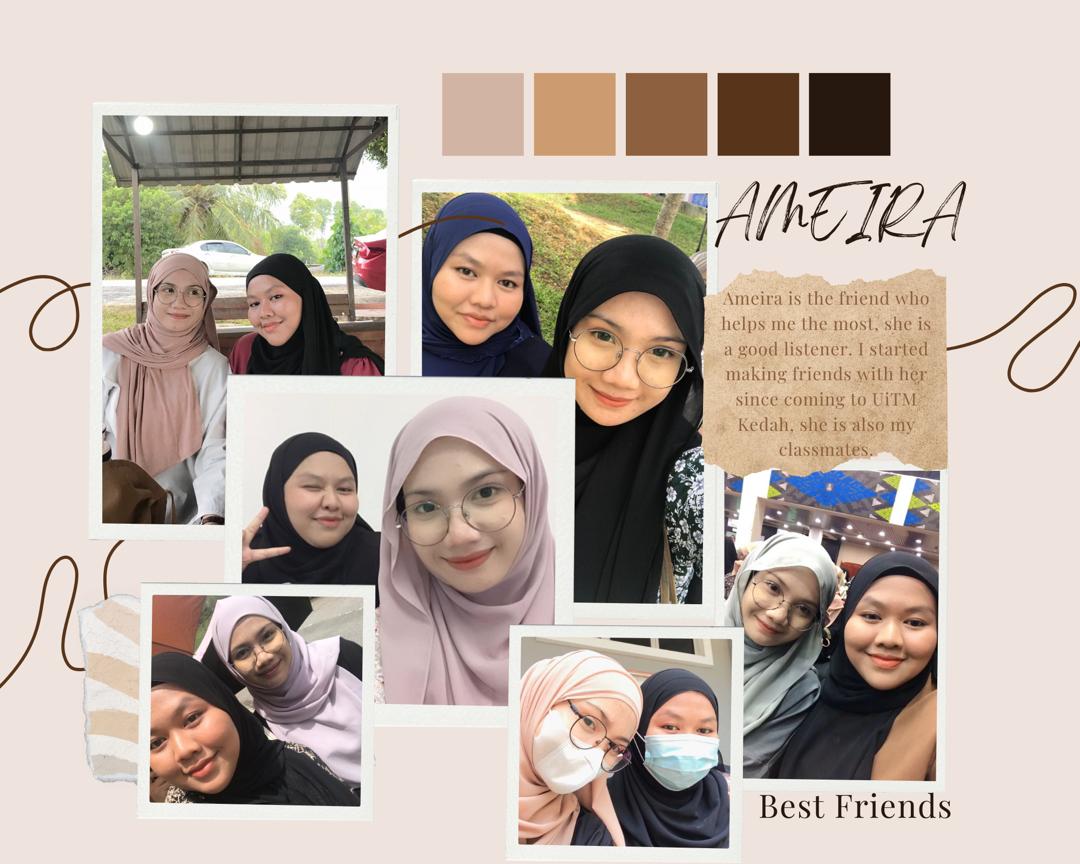 AMEIRA
Ameira is the friend who
helps me the most, she is
a good listener. I started
making friends with her
since coming to UiTM
Kedah, she is also my
classmates.
Best Friends